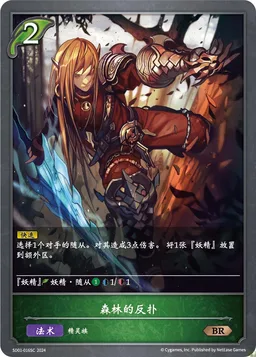 2
快速
选择1个对手的随从。对其造成3点伤害。将1张『妖精』放置
到额外区。
『妖精』妖精・随从 1 1/1
森林的反扑
法术 精灵族 BR
SD01-016SC 2024 © Cygames, Inc. Published by NetEase Games